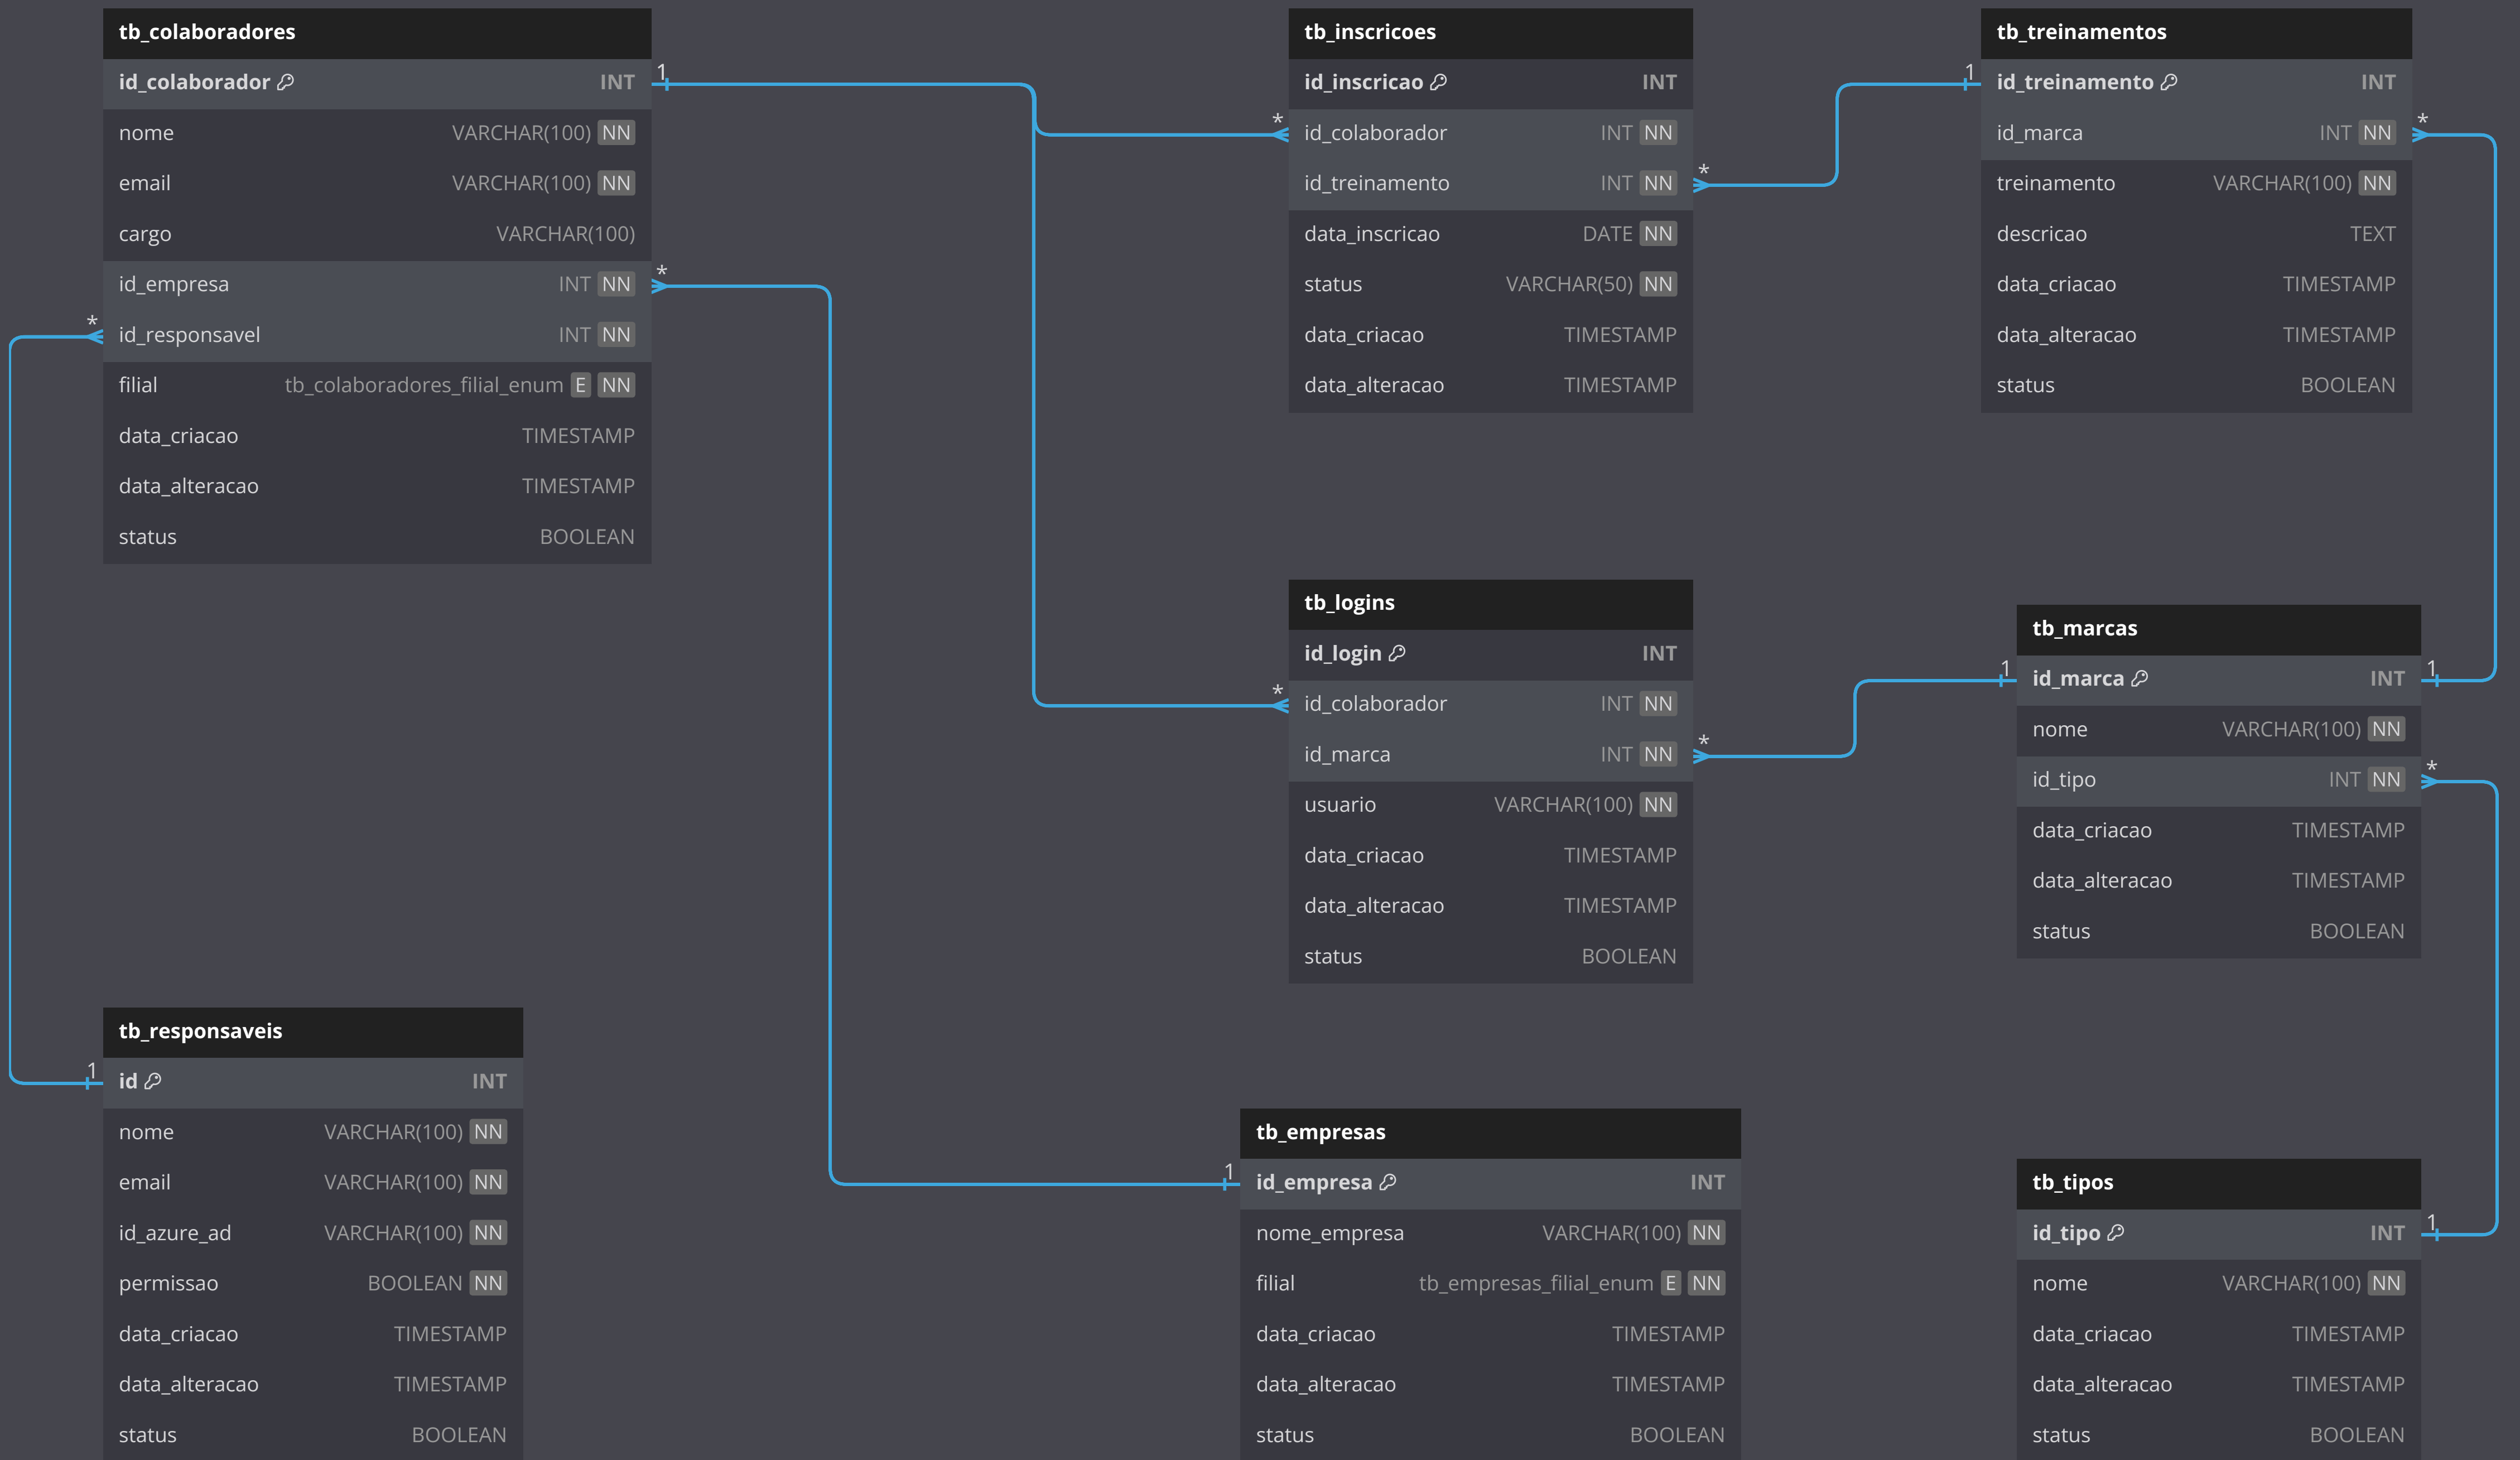 tb_colaboradores
id_colaborador INT
nome VARCHAR(100) NN
email VARCHAR(100) NN
cargo VARCHAR(100)
id_empresa INT NN
id_responsavel INT NN
filial tb_colaboradores_filial_enum E NN
data_criacao TIMESTAMP
data_alteracao TIMESTAMP
status BOOLEAN
1
*
*
tb_inscricoes
id_inscricao INT
id_colaborador INT NN
id_treinamento INT NN
data_inscricao DATE NN
status VARCHAR(50) NN
data_criacao TIMESTAMP
data_alteracao TIMESTAMP
*
*
tb_treinamentos
id_treinamento INT
id_marca INT NN
treinamento VARCHAR(100) NN
descricao TEXT
data_criacao TIMESTAMP
data_alteracao TIMESTAMP
status BOOLEAN
1
*
tb_logins
id_login INT
id_colaborador INT NN
id_marca INT NN
usuario VARCHAR(100) NN
data_criacao TIMESTAMP
data_alteracao TIMESTAMP
status BOOLEAN
*
*
tb_marcas
id_marca INT
nome VARCHAR(100) NN
id_tipo INT NN
data_criacao TIMESTAMP
data_alteracao TIMESTAMP
status BOOLEAN
1
1
*
tb_responsaveis
id INT
nome VARCHAR(100) NN
email VARCHAR(100) NN
id_azure_ad VARCHAR(100) NN
permissao BOOLEAN NN
data_criacao TIMESTAMP
data_alteracao TIMESTAMP
status BOOLEAN
1
tb_empresas
id_empresa INT
nome_empresa VARCHAR(100) NN
filial tb_empresas_filial_enum E NN
data_criacao TIMESTAMP
data_alteracao TIMESTAMP
status BOOLEAN
1
tb_tipos
id_tipo INT
nome VARCHAR(100) NN
data_criacao TIMESTAMP
data_alteracao TIMESTAMP
status BOOLEAN
1